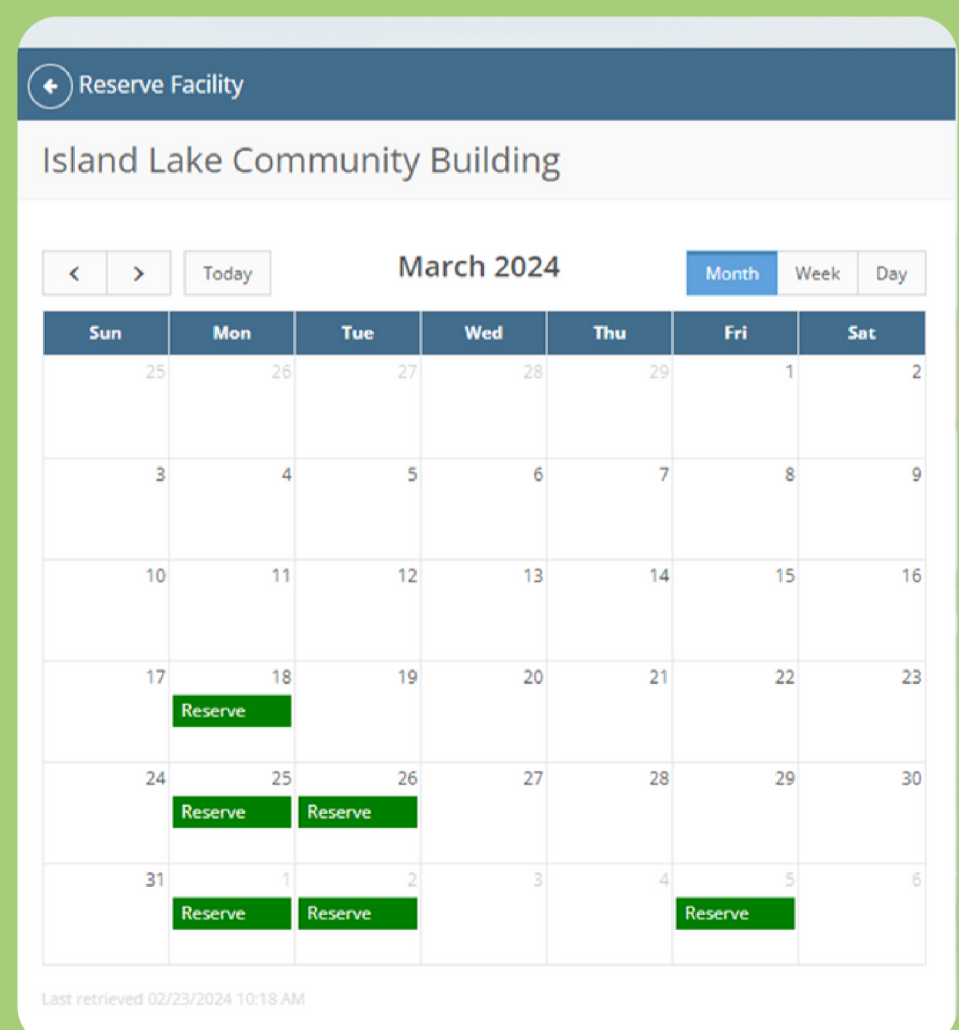 Reserve Facility
Island Lake Community Building
< > Today March 2024 Month Week Day
Sun Mon Tue Wed Thu Fri Sat
25 26 27 28 29 1 2
3 4 5 6 7 8 9
10 11 12 13 14 15 16
17 18 19 20 21 22 23
Reserve
24 25 26 27 28 29 30
Reserve Reserve
31 1 2 3 4 5 6
Reserve Reserve Reserve
Last retrieved 02/23/2024 10:18 AM